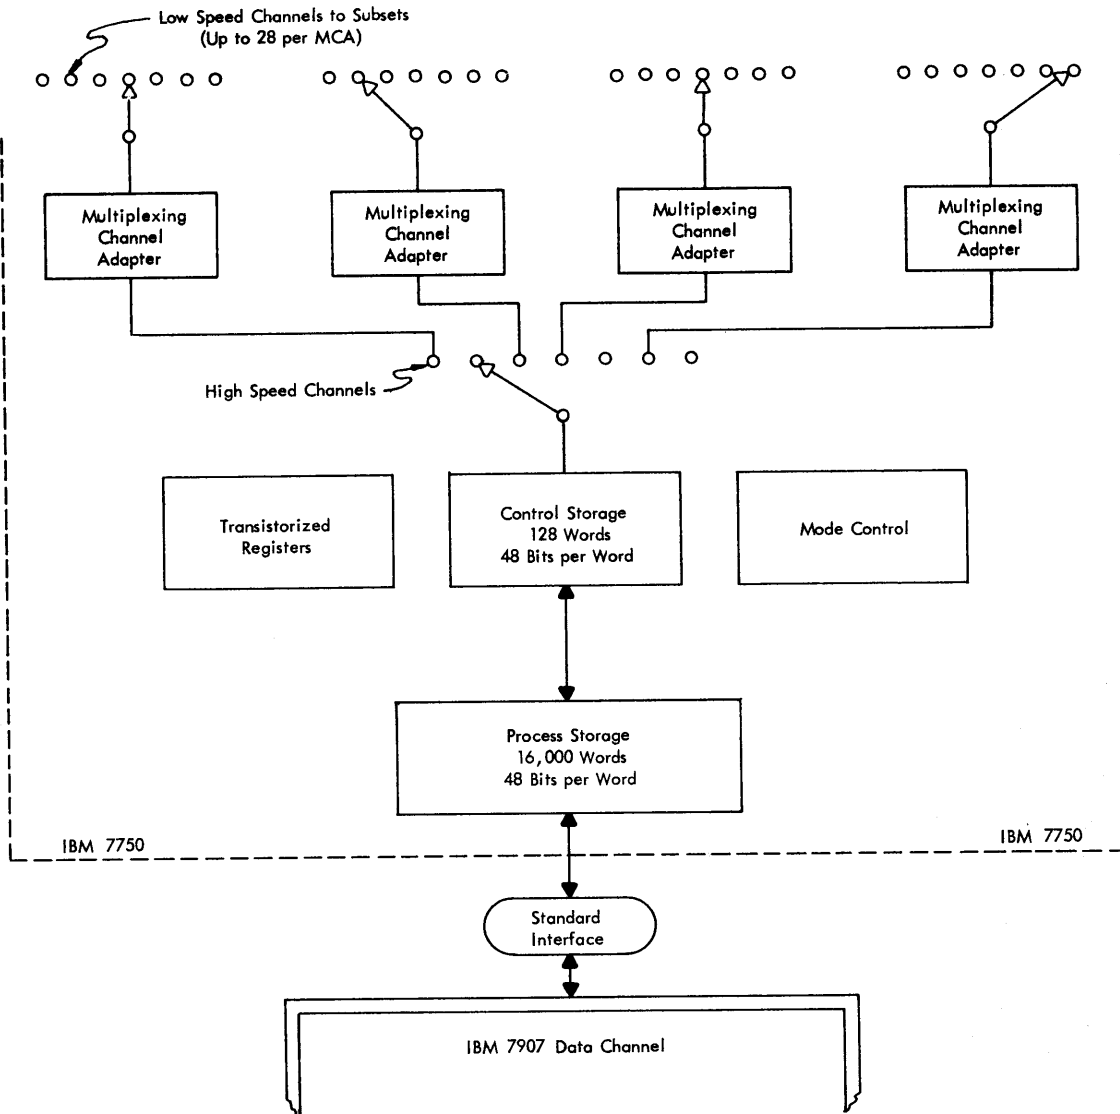 Low Speed Channels to Subsets
(Up to 28 per MCA)
Multiplexing
Channel
Adapter
Multiplexing
Channel
Adapter
Multiplexing
Channel
Adapter
Multiplexing
Channel
Adapter
High Speed Channels
Transistorized
Registers
Control Storage
128 Words
48 Bits per Word
Mode Control
Process Storage
16,000 Words
48 Bits per Word
IBM 7750
IBM 7750
Standard
Interface
IBM 7907 Data Channel